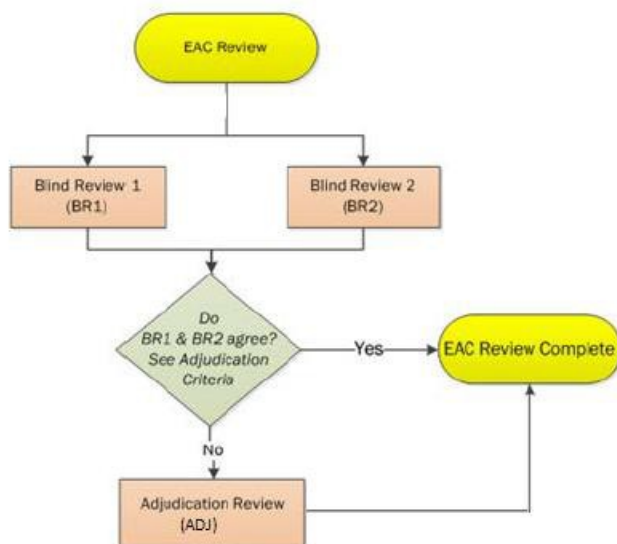 EAC Review
Blind Review 1
(BR1)
Blind Review 2
(BR2)
Do
BR1 & BR2 agree?
See Adjudication
Criteria
Yes
EAC Review Complete
No
Adjudication Review
(ADJ)